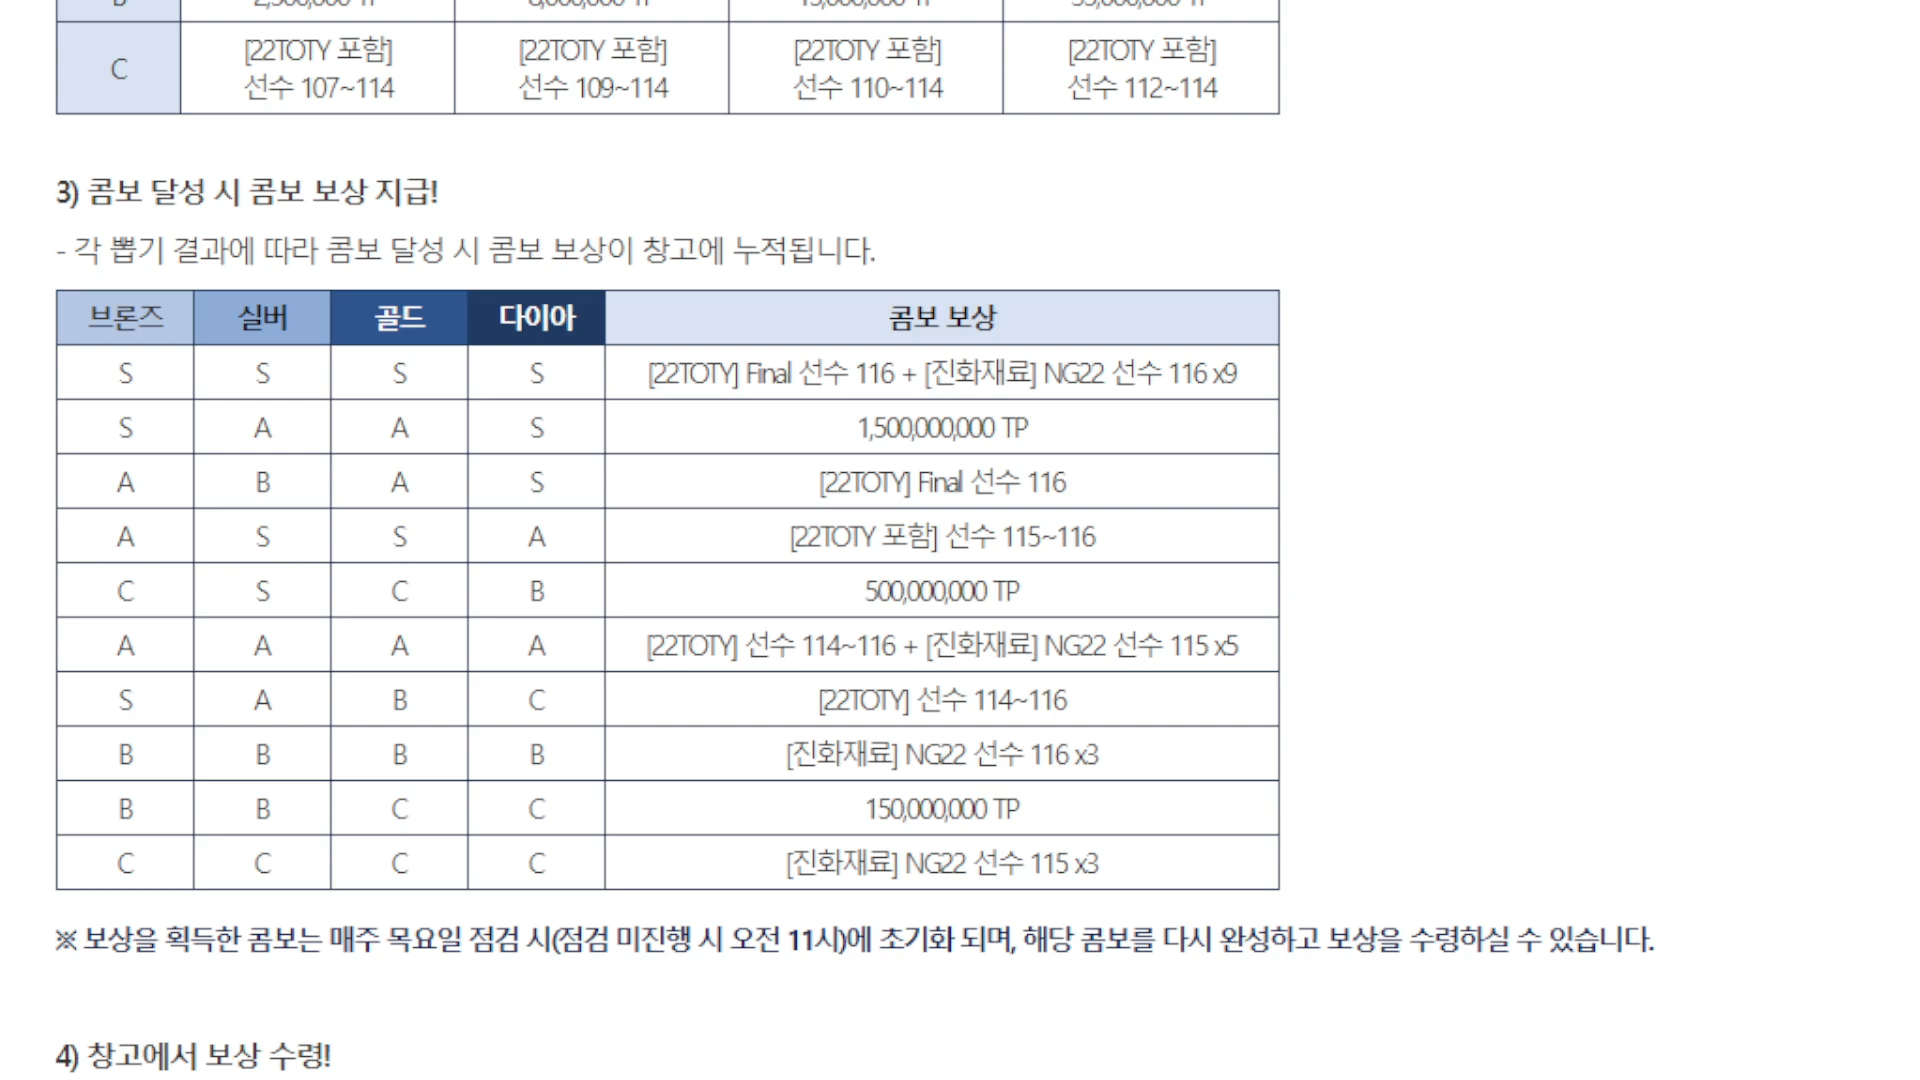 C [22TOTY 포함] 선수 107~114 [22TOTY 포함] 선수 109~114 [22TOTY 포함] 선수 110~114 [22TOTY 포함] 선수 112~114
3) 콤보 달성 시 콤보 보상 지급!
- 각 뽑기 결과에 따라 콤보 달성 시 콤보 보상이 창고에 누적됩니다.
브론즈 실버 골드 다이아 콤보 보상
S S S S [22TOTY] Final 선수 116 + [진화재료] NG22 선수 116 x9
S A A S 1,500,000,000 TP
A B A S [22TOTY] Final 선수 116
A S S A [22TOTY 포함] 선수 115~116
C S C B 500,000,000 TP
A A A A [22TOTY] 선수 114~116 + [진화재료] NG22 선수 115 x5
S A B C [22TOTY] 선수 114~116
B B B B [진화재료] NG22 선수 116 x3
B B C C 150,000,000 TP
C C C C [진화재료] NG22 선수 115 x3
※ 보상을 획득한 콤보는 매주 목요일 점검 시(점검 미진행 시 오전 11시)에 초기화 되며, 해당 콤보를 다시 완성하고 보상을 수령하실 수 있습니다.
4) 창고에서 보상 수령!